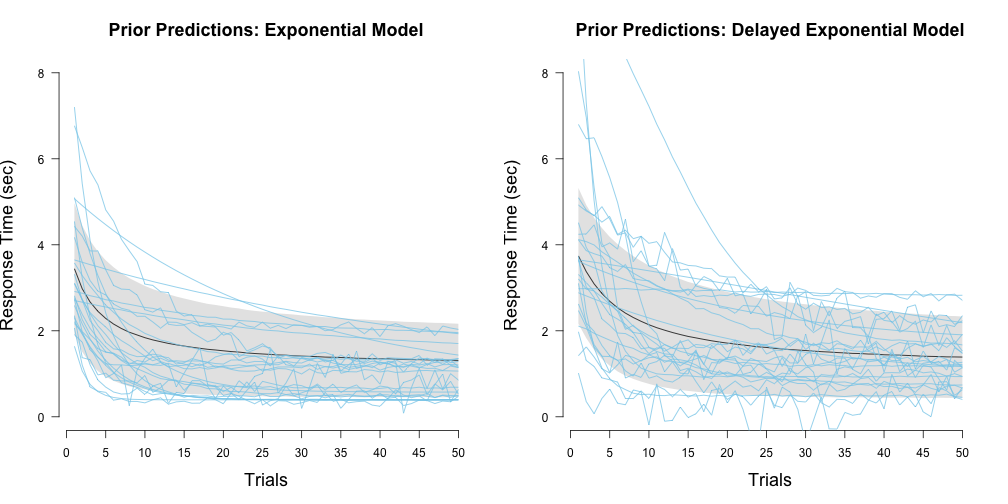 Prior Predictions: Exponential Model
Response Time (sec)
8
6
4
2
0
0 5 10 15 20 25 30 35 40 45 50
Trials
Prior Predictions: Delayed Exponential Model
Response Time (sec)
8
6
4
2
0
0 5 10 15 20 25 30 35 40 45 50
Trials